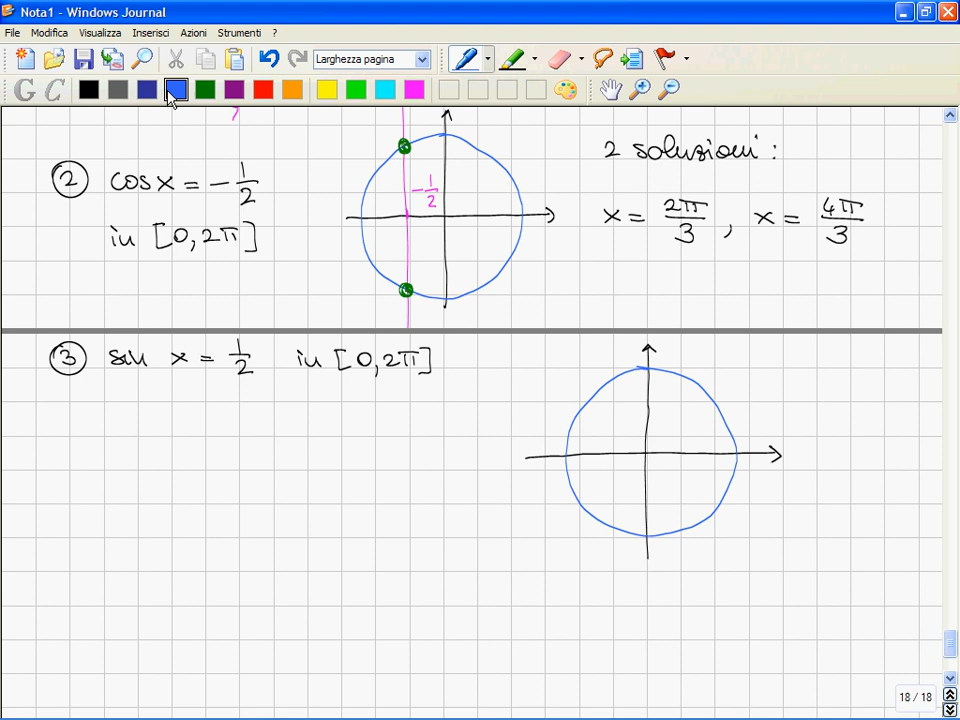 Nota1 - Windows Journal
File Modifica Visualizza Inserisci Azioni Strumenti ?
Larghezza pagina
G C
② cos x = -1/2
in [0, 2π]
-1/2
2 soluzioni :
x = 2π/3 , x = 4π/3
③ sin x = 1/2 in [0, 2π]
18 / 18